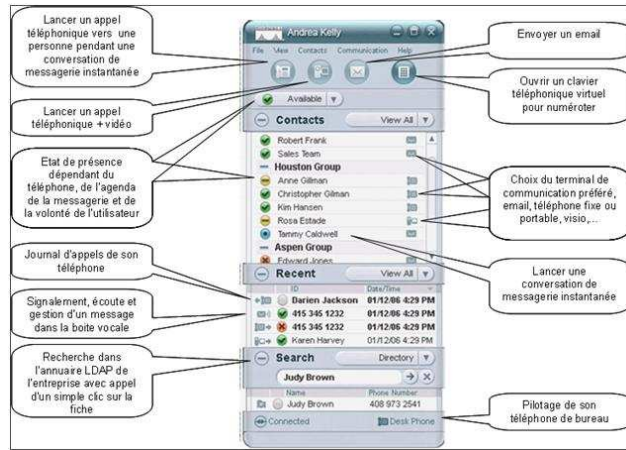 Lancer un appel
téléphonique vers une
personne pendant une
conversation de
messagerie instantanée
Lancer un appel
téléphonique + vidéo
Etat de présence
dépendant du
téléphone, de l'agenda
de la messagerie et de
la volonté de l'utilisateur
Journal d'appels de son
téléphone
Signalement, écoute et
gestion d'un message
dans la boite vocale
Recherche dans
l'annuaire LDAP de
l'entreprise avec appel
d'un simple clic sur la
fiche
Andrea Kelly
File View Contacts Communication Help
Available
Contacts View All
Robert Frank
Sales Team
Houston Group
Anne Gillman
Christopher Gilman
Kim Hansen
Rosa Estade
Tammy Caldwell
Aspen Group
Edward Jones
Recent View All
ID Date/Time
Darien Jackson 01/12/06 4:29 PM
415 345 1232 01/12/06 4:29 PM
415 345 1232 01/12/06 4:29 PM
Karen Harvey 01/12/06 4:29 PM
Search Directory
Judy Brown
Name Phone Number
Judy Brown 408 973 2541
Connected Desk Phone
Envoyer un email
Ouvrir un clavier
téléphonique virtuel
pour numéroter
Choix du terminal de
communication préféré,
email, téléphone fixe ou
portable, visio,...
Lancer une
conversation de
messagerie instantanée
Pilotage de son
téléphone de bureau